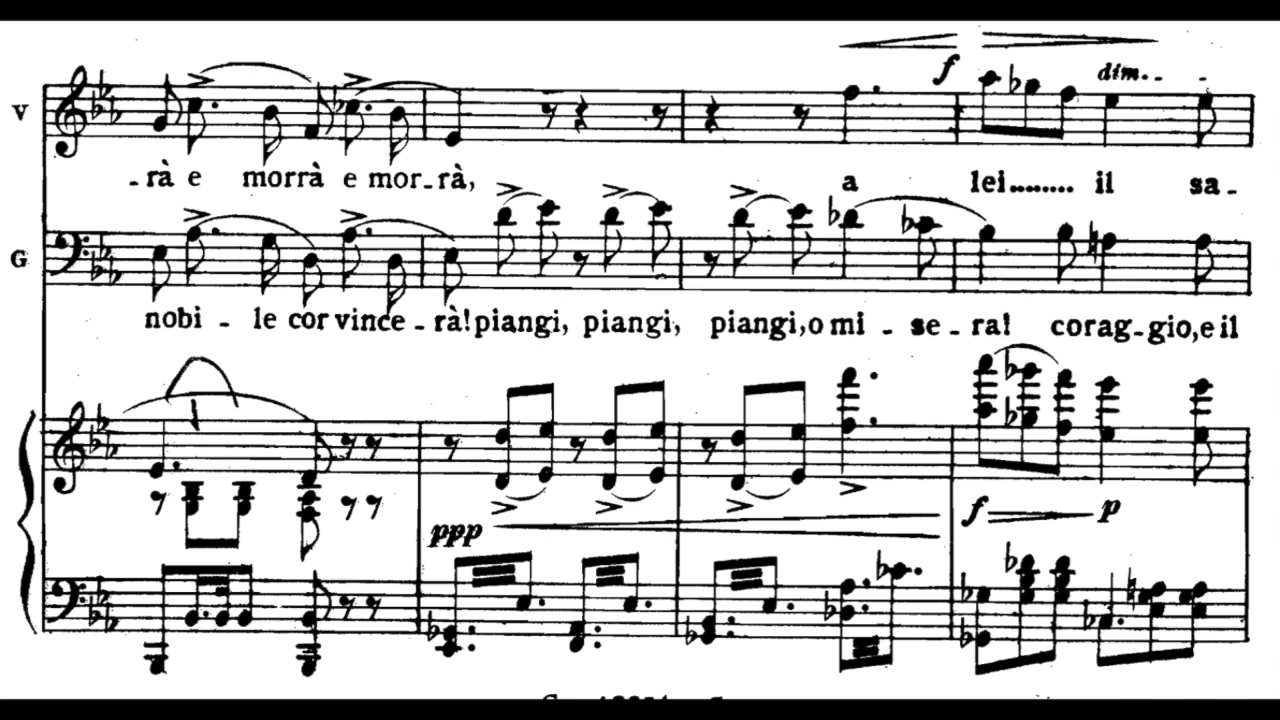 f
dim. . -
V
-rà e morrà e mor-rà, a lei........ il sa-
G
nobi - le cor vince - rà! piangi, piangi, piangi, o mi - se - ra! corag-gio, e il
ppp f p